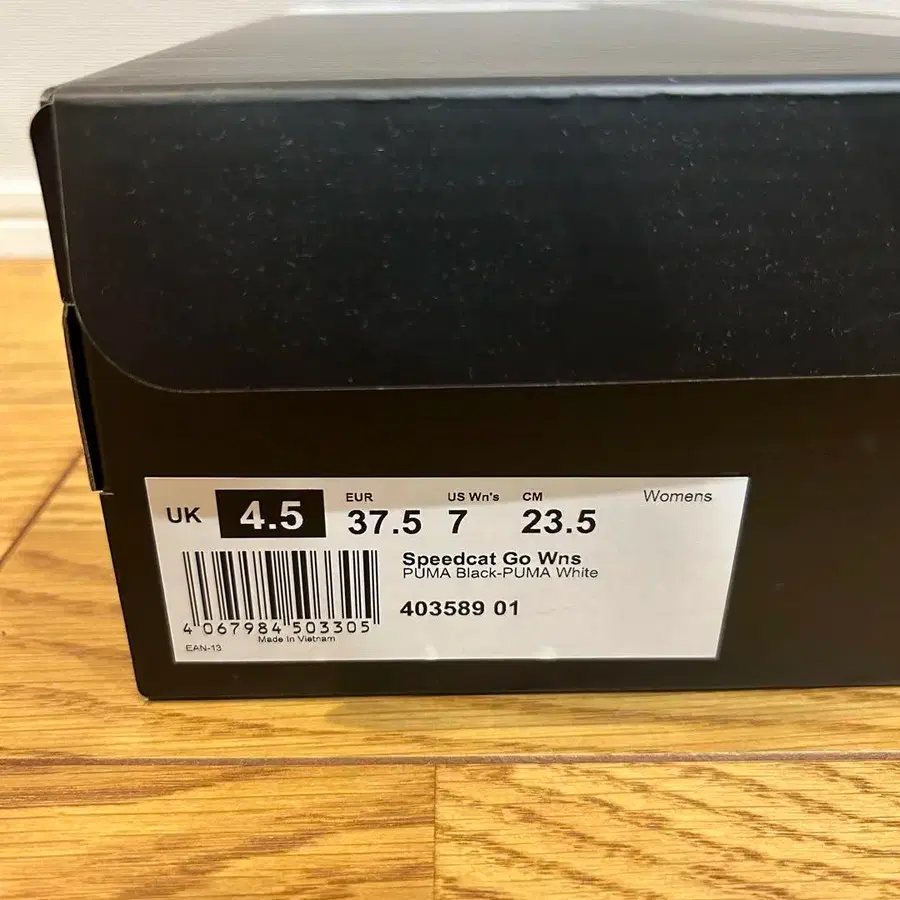 UK 4.5 EUR 37.5 US Wn's 7 CM 23.5 Womens
Speedcat Go Wns
PUMA Black-PUMA White
403589 01
4 067984 503305
Made in Vietnam
EAN-13